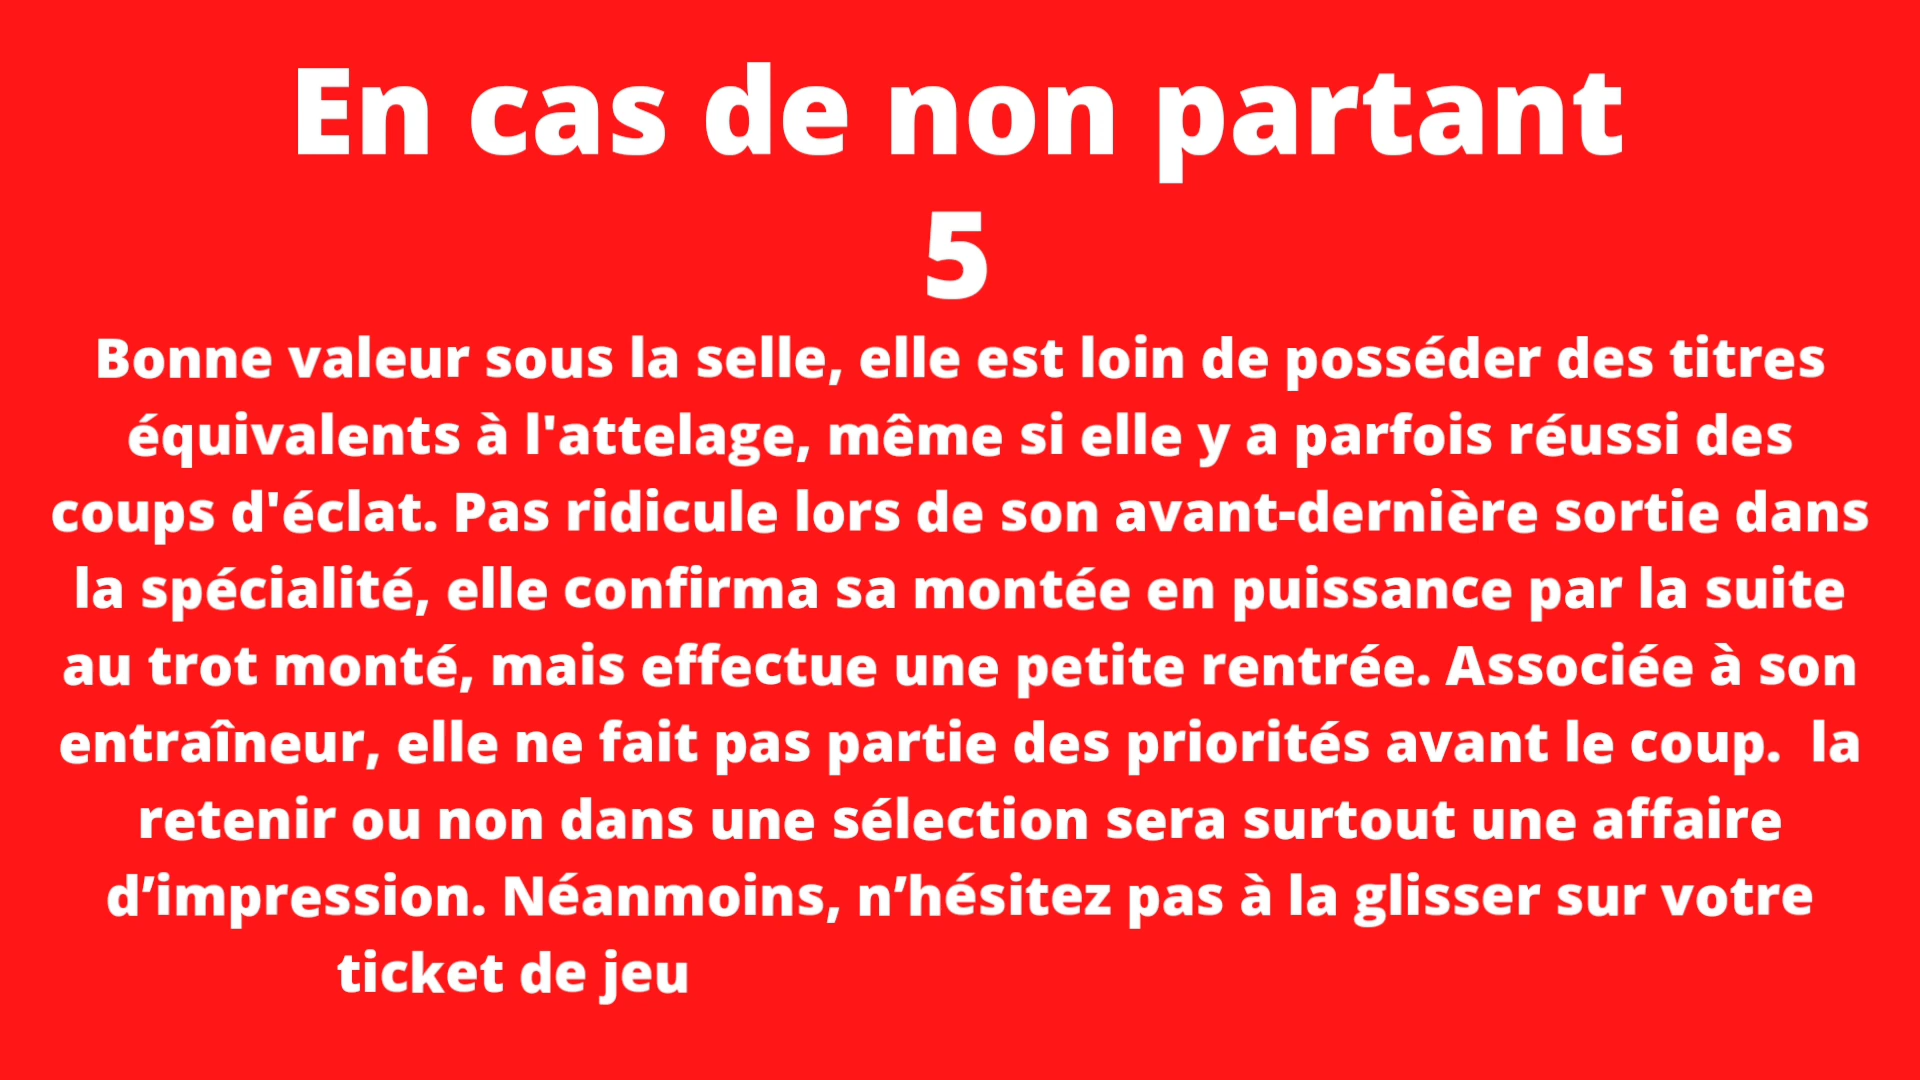 En cas de non partant
5
Bonne valeur sous la selle, elle est loin de posséder des titres
équivalents à l'attelage, même si elle y a parfois réussi des
coups d'éclat. Pas ridicule lors de son avant-dernière sortie dans
la spécialité, elle confirma sa montée en puissance par la suite
au trot monté, mais effectue une petite rentrée. Associée à son
entraîneur, elle ne fait pas partie des priorités avant le coup.  la
retenir ou non dans une sélection sera surtout une affaire
d’impression. Néanmoins, n’hésitez pas à la glisser sur votre
ticket de jeu